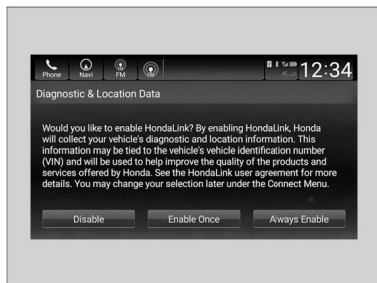 Phone
Navi
FM
12:34
Diagnostic & Location Data
Would you like to enable HondaLink? By enabling HondaLink, Honda
will collect your vehicle's diagnostic and location information. This
information may be tied to the vehicle's vehicle identification number
(VIN) and will be used to help improve the quality of the products and
services offered by Honda. See the HondaLink user agreement for more
details. You may change your selection later under the Connect Menu.
Disable
Enable Once
Always Enable